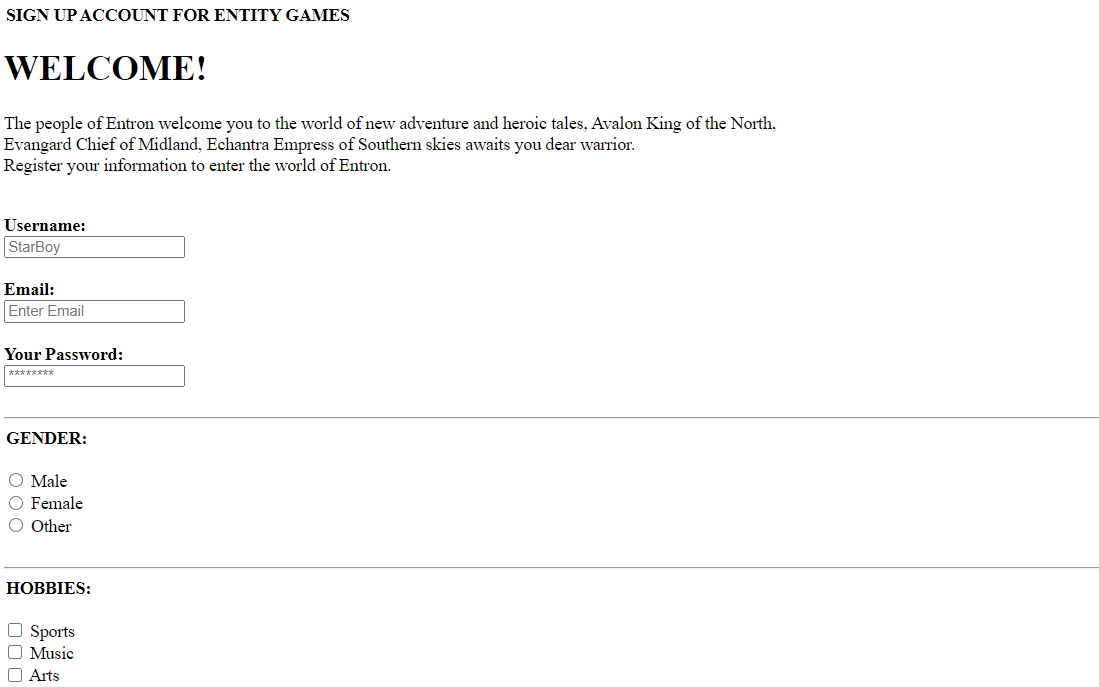 SIGN UP ACCOUNT FOR ENTITY GAMES
WELCOME!
The people of Entron welcome you to the world of new adventure and heroic tales, Avalon King of the North,
Evangard Chief of Midland, Echantra Empress of Southern skies awaits you dear warrior.
Register your information to enter the world of Entron.
Username:
StarBoy
Email:
Enter Email
Your Password:
********
GENDER:
Male
Female
Other
HOBBIES:
Sports
Music
Arts